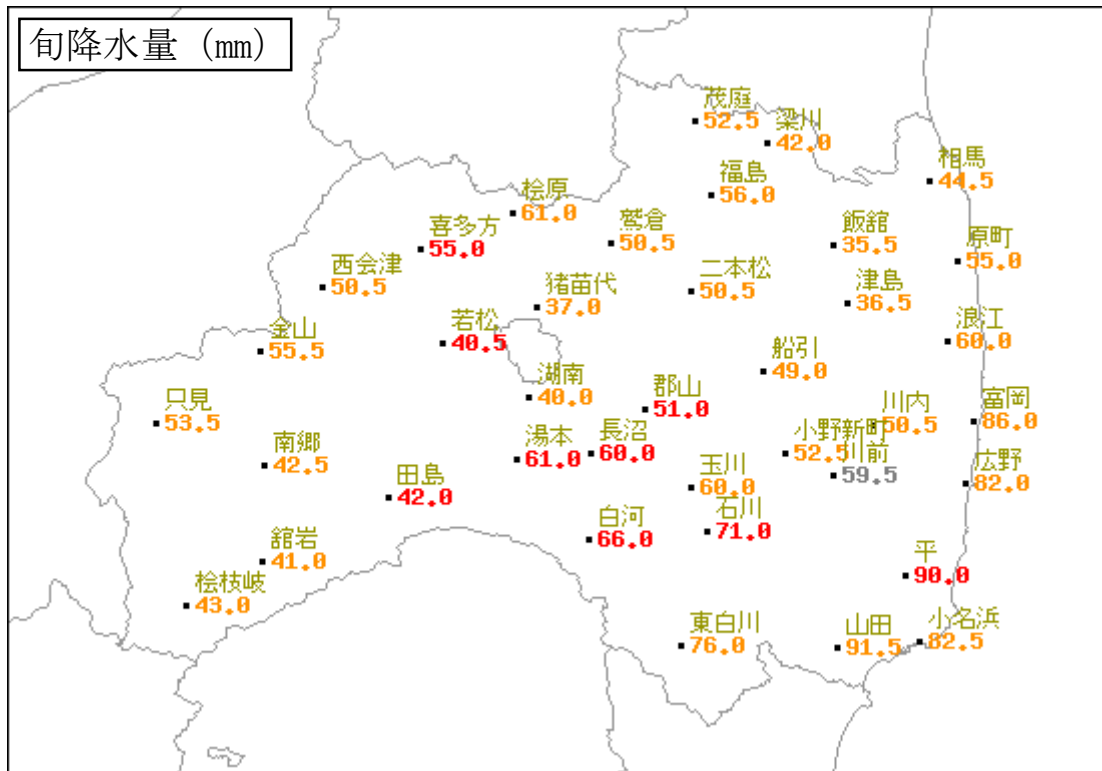 旬降水量 (mm)
茂庭
52.5
梁川
42.0
相馬
44.5
福島
56.0
桧原
61.0
喜多方
55.0
鷲倉
50.5
飯舘
35.5
原町
55.0
西会津
50.5
猪苗代
37.0
二本松
50.5
津島
36.5
若松
40.5
浪江
60.0
金山
55.5
船引
49.0
湖南
40.0
郡山
51.0
只見
53.5
川内
50.5
富岡
86.0
南郷
42.5
湯本
61.0
長沼
60.0
小野新町
52.5
川前
59.5
広野
82.0
田島
42.0
玉川
60.0
白河
66.0
石川
71.0
舘岩
41.0
平
90.0
桧枝岐
43.0
東白川
76.0
山田
91.5
小名浜
82.5